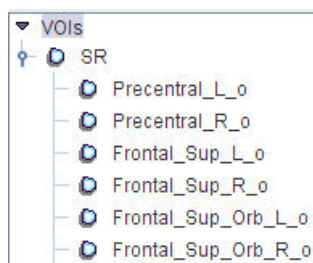 VOIs
SR
Precentral_L_o
Precentral_R_o
Frontal_Sup_L_o
Frontal_Sup_R_o
Frontal_Sup_Orb_L_o
Frontal_Sup_Orb_R_o